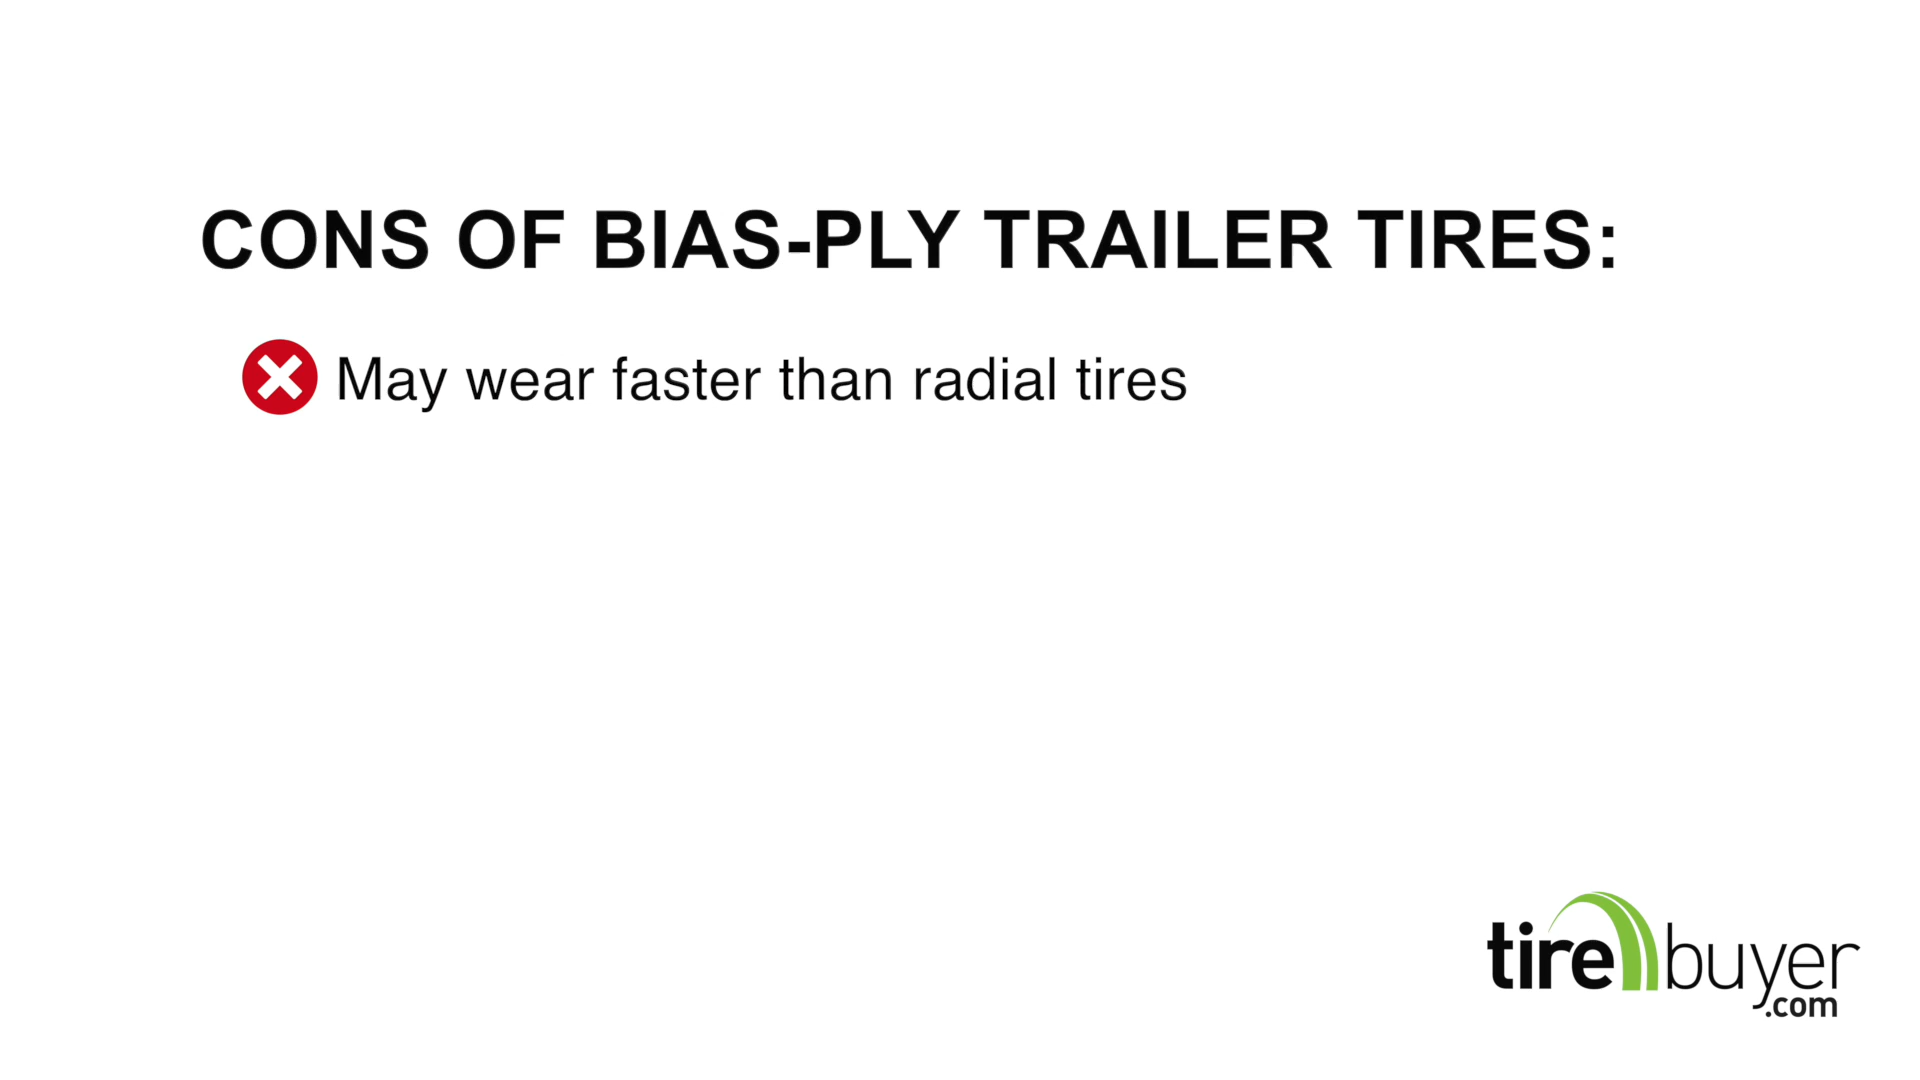 CONS OF BIAS-PLY TRAILER TIRES:
May wear faster than radial tires
tire buyer
.com